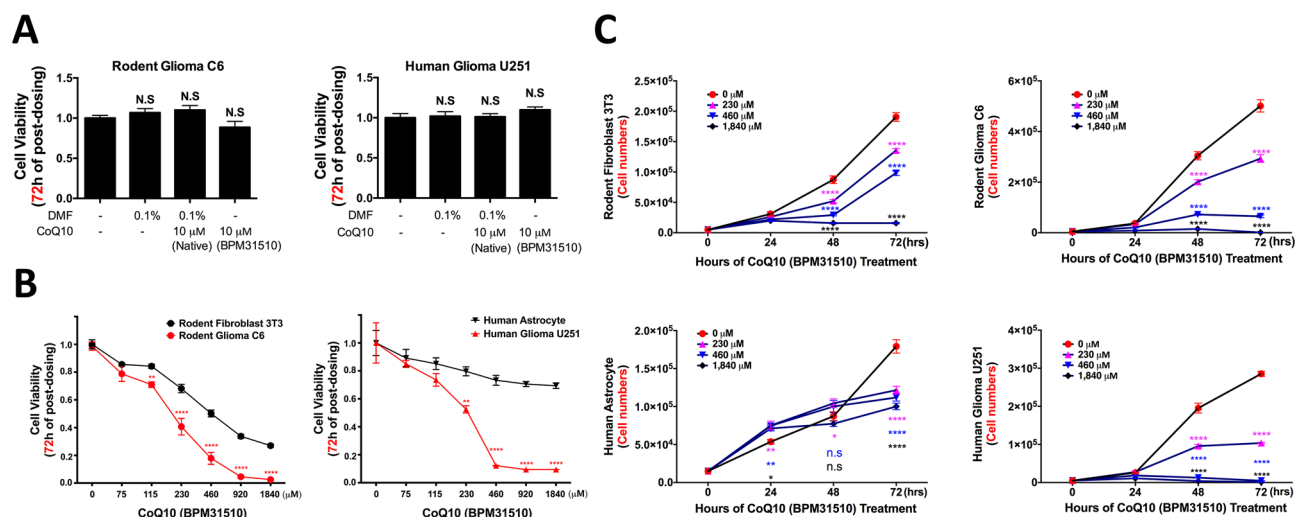 A
Rodent Glioma C6
Cell Viability
(72h of post-dosing)
1.5
1.0
0.5
0.0
N.S
N.S
N.S
DMF
- 0.1% 0.1% -
CoQ10
- - 10 μM 10 μM
(Native) (BPM31510)
Human Glioma U251
Cell Viability
(72h of post-dosing)
1.5
1.0
0.5
0.0
N.S
N.S
N.S
DMF
- 0.1% 0.1% -
CoQ10
- - 10 μM 10 μM
(Native) (BPM31510)
B
Rodent Fibroblast 3T3
Rodent Glioma C6
Cell Viability
(72h of post-dosing)
1.0
0.8
0.6
0.4
0.2
0.0
**
****
****
****
****
0 75 115 230 460 920 1840 (μM)
CoQ10 (BPM31510)
Human Astrocyte
Human Glioma U251
Cell Viability
(72h of post-dosing)
1.0
0.8
0.6
0.4
0.2
0.0
**
****
****
****
0 75 115 230 460 920 1840 (μM)
CoQ10 (BPM31510)
C
Rodent Fibroblast 3T3
(Cell numbers)
2.5×10⁵
2.0×10⁵
1.5×10⁵
1.0×10⁵
5.0×10⁴
0.0
0 μM
230 μM
460 μM
1,840 μM
****
****
****
****
****
****
0 24 48 72 (hrs)
Hours of CoQ10 (BPM31510) Treatment
Rodent Glioma C6
(Cell numbers)
6×10⁵
4×10⁵
2×10⁵
0
0 μM
230 μM
460 μM
1,840 μM
****
****
****
****
****
****
0 24 48 72 (hrs)
Hours of CoQ10 (BPM31510) Treatment
Human Astrocyte
(Cell numbers)
2.0×10⁵
1.5×10⁵
1.0×10⁵
5.0×10⁴
0.0
0 μM
230 μM
460 μM
1,840 μM
**
**
*
*
n.s
n.s
****
****
****
0 24 48 72 (hrs)
Hours of CoQ10 (BPM31510) Treatment
Human Glioma U251
(Cell numbers)
4×10⁵
3×10⁵
2×10⁵
1×10⁵
0
0 μM
230 μM
460 μM
1,840 μM
****
****
****
****
****
****
0 24 48 72 (hrs)
Hours of CoQ10 (BPM31510) Treatment